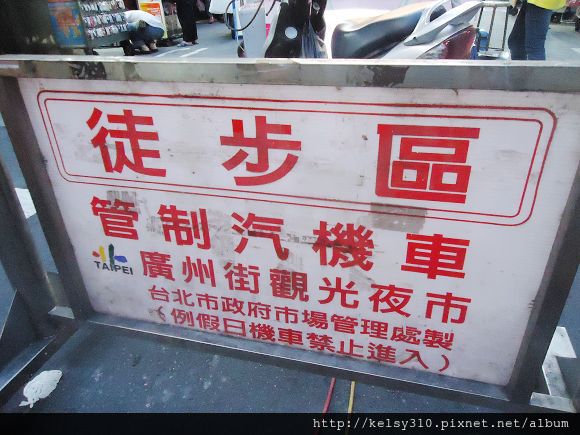 徒步區
管制汽機車
TAIPEI
廣州街觀光夜市
台北市政府市場管理處製
（例假日機車禁止進入）
http://kelsy310.pixnet.net/album